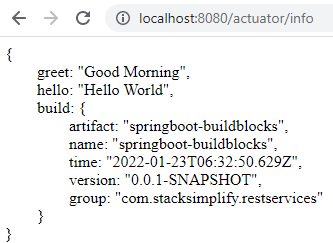 localhost:8080/actuator/info
{
greet: "Good Morning",
hello: "Hello World",
build: {
artifact: "springboot-buildblocks",
name: "springboot-buildblocks",
time: "2022-01-23T06:32:50.629Z",
version: "0.0.1-SNAPSHOT",
group: "com.stacksimplify.restservices"
}
}